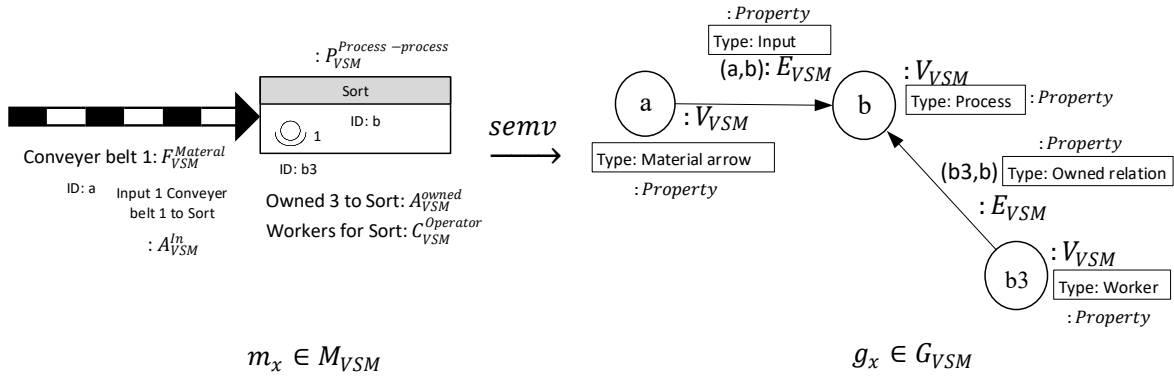 : P_VSM^Process −process
Sort
ID: b
1
ID: b3
Conveyer belt 1: F_VSM^Materal
ID: a
Input 1 Conveyer
belt 1 to Sort
: A_VSM^In
Owned 3 to Sort: A_VSM^owned
Workers for Sort: C_VSM^Operator
m_x ∈ M_VSM
semv
: Property
Type: Input
(a,b): E_VSM
a
: V_VSM
Type: Material arrow
: Property
b
: V_VSM
Type: Process
: Property
: Property
(b3,b)
Type: Owned relation
: E_VSM
b3
: V_VSM
Type: Worker
: Property
g_x ∈ G_VSM